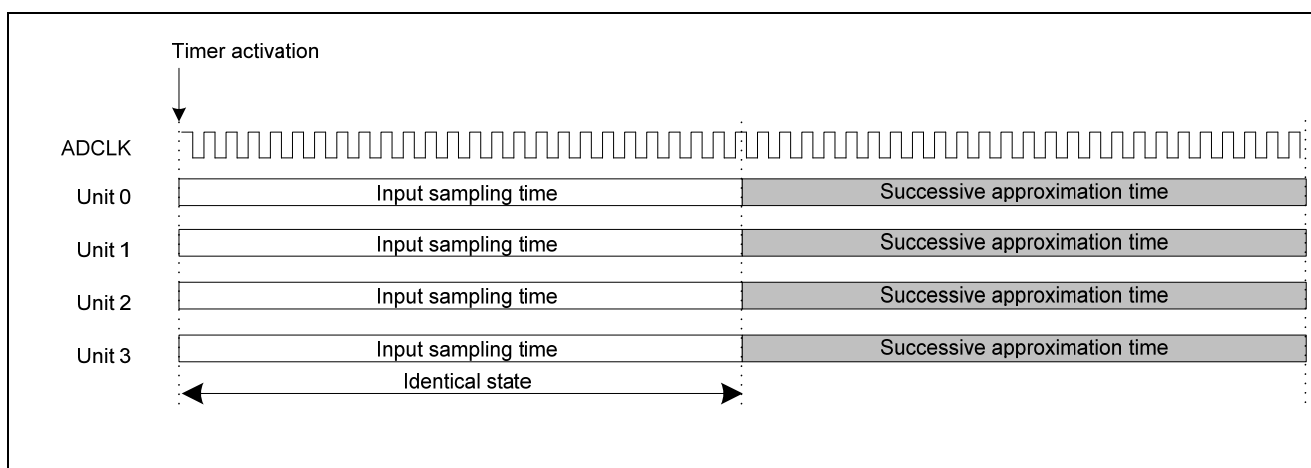 Timer activation
ADCLK
Unit 0 Input sampling time Successive approximation time
Unit 1 Input sampling time Successive approximation time
Unit 2 Input sampling time Successive approximation time
Unit 3 Input sampling time Successive approximation time
Identical state